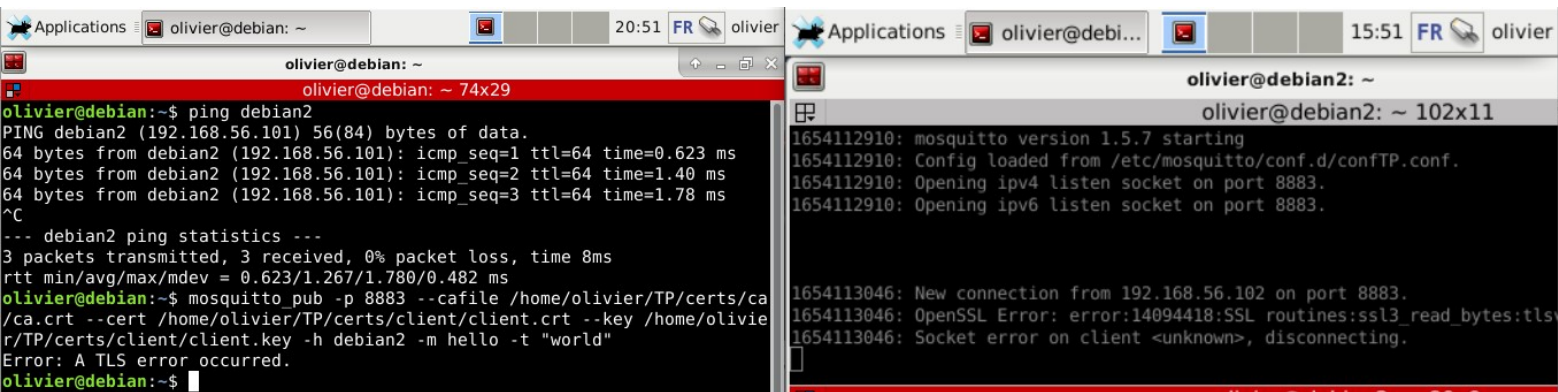 Applications olivier@debian: ~ 20:51 FR olivier
olivier@debian: ~
olivier@debian: ~ 74x29
olivier@debian:~$ ping debian2
PING debian2 (192.168.56.101) 56(84) bytes of data.
64 bytes from debian2 (192.168.56.101): icmp_seq=1 ttl=64 time=0.623 ms
64 bytes from debian2 (192.168.56.101): icmp_seq=2 ttl=64 time=1.40 ms
64 bytes from debian2 (192.168.56.101): icmp_seq=3 ttl=64 time=1.78 ms
^C
--- debian2 ping statistics ---
3 packets transmitted, 3 received, 0% packet loss, time 8ms
rtt min/avg/max/mdev = 0.623/1.267/1.780/0.482 ms
olivier@debian:~$ mosquitto_pub -p 8883 --cafile /home/olivier/TP/certs/ca
/ca.crt --cert /home/olivier/TP/certs/client/client.crt --key /home/olivie
r/TP/certs/client/client.key -h debian2 -m hello -t "world"
Error: A TLS error occurred.
olivier@debian:~$
Applications olivier@debi... 15:51 FR olivier
olivier@debian2: ~
olivier@debian2: ~ 102x11
1654112910: mosquitto version 1.5.7 starting
1654112910: Config loaded from /etc/mosquitto/conf.d/confTP.conf.
1654112910: Opening ipv4 listen socket on port 8883.
1654112910: Opening ipv6 listen socket on port 8883.
1654113046: New connection from 192.168.56.102 on port 8883.
1654113046: OpenSSL Error: error:14094418:SSL routines:ssl3_read_bytes:tlsv
1654113046: Socket error on client <unknown>, disconnecting.